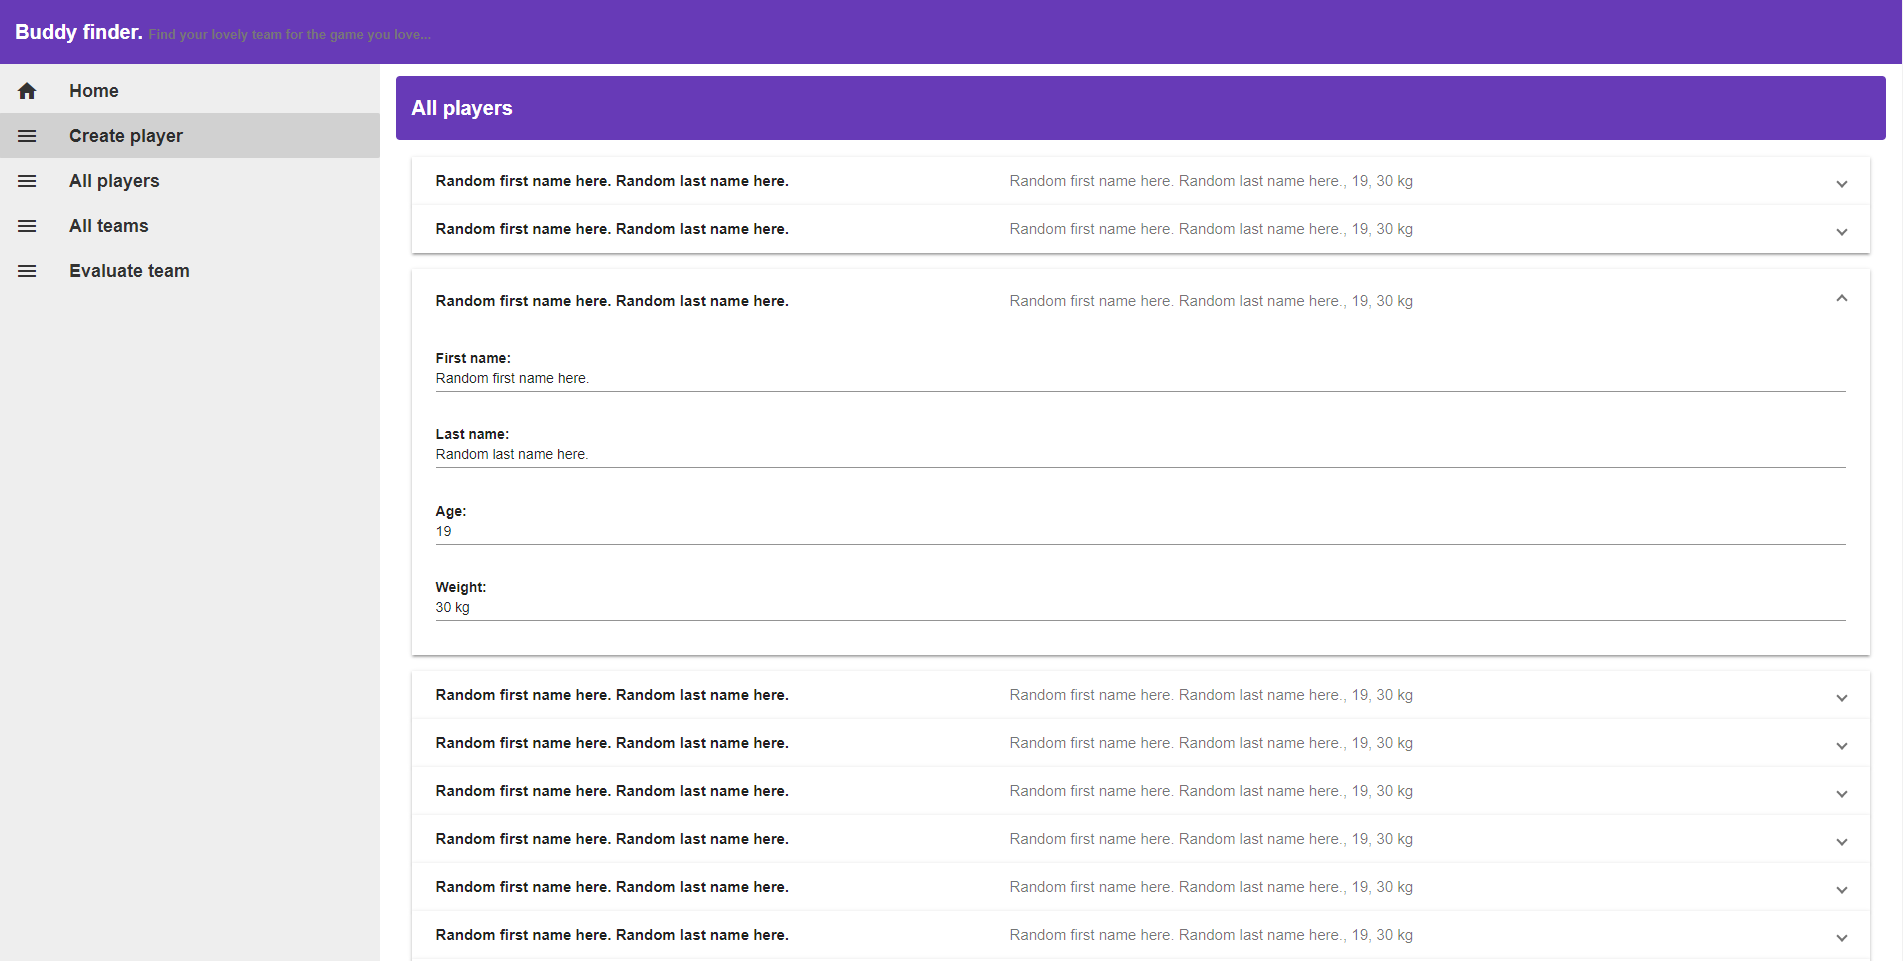 Buddy finder. Find your lovely team for the game you love...
Home
Create player
All players
All teams
Evaluate team
All players
Random first name here. Random last name here. Random first name here. Random last name here., 19, 30 kg
Random first name here. Random last name here. Random first name here. Random last name here., 19, 30 kg
Random first name here. Random last name here. Random first name here. Random last name here., 19, 30 kg
First name:
Random first name here.
Last name:
Random last name here.
Age:
19
Weight:
30 kg
Random first name here. Random last name here. Random first name here. Random last name here., 19, 30 kg
Random first name here. Random last name here. Random first name here. Random last name here., 19, 30 kg
Random first name here. Random last name here. Random first name here. Random last name here., 19, 30 kg
Random first name here. Random last name here. Random first name here. Random last name here., 19, 30 kg
Random first name here. Random last name here. Random first name here. Random last name here., 19, 30 kg
Random first name here. Random last name here. Random first name here. Random last name here., 19, 30 kg